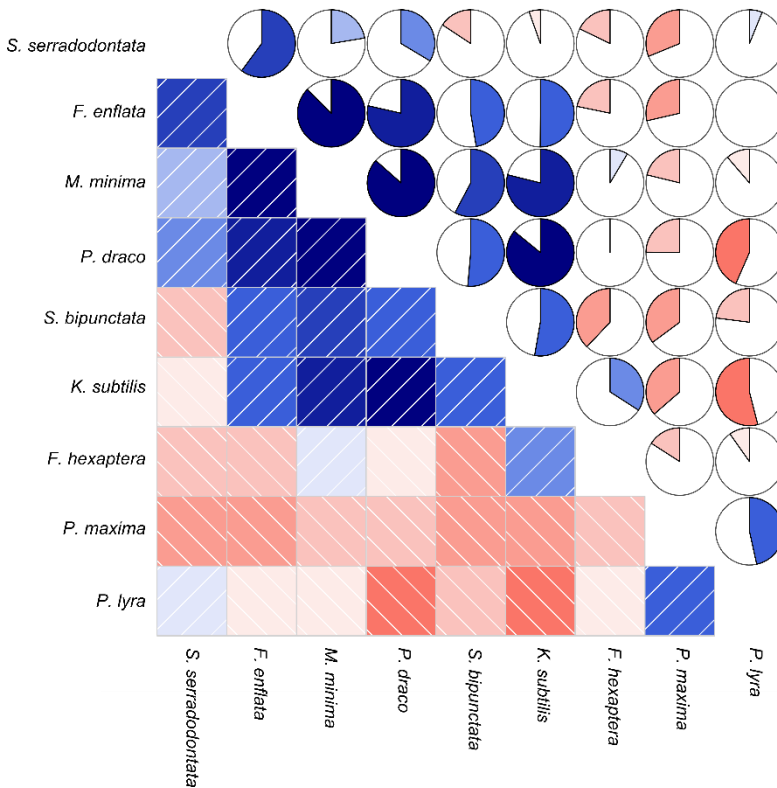 S. serradodontata
F. enflata
M. minima
P. draco
S. bipunctata
K. subtilis
F. hexaptera
P. maxima
P. lyra
S. serradodontata
F. enflata
M. minima
P. draco
S. bipunctata
K. subtilis
F. hexaptera
P. maxima
P. lyra